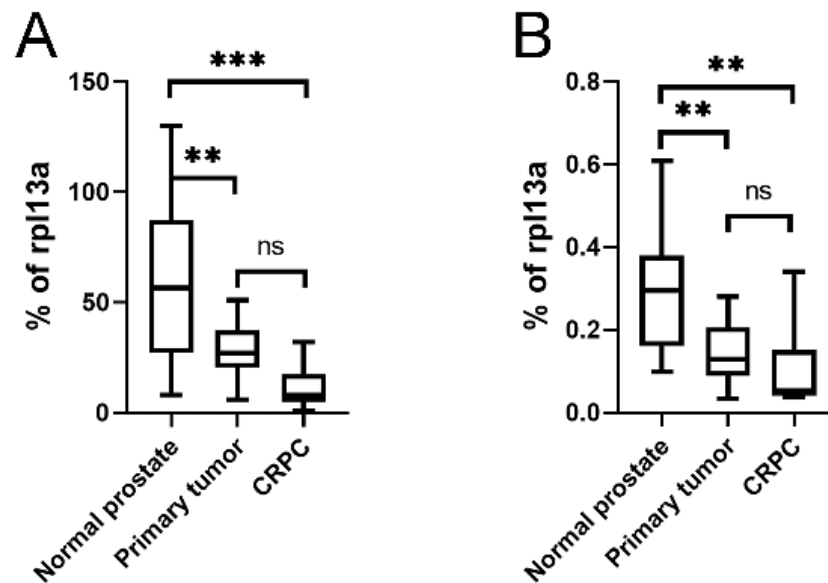 A
% of rpl13a
150
100
50
0
***
**
ns
Normal prostate
Primary tumor
CRPC
B
% of rpl13a
0.8
0.6
0.4
0.2
0.0
**
**
ns
Normal prostate
Primary tumor
CRPC